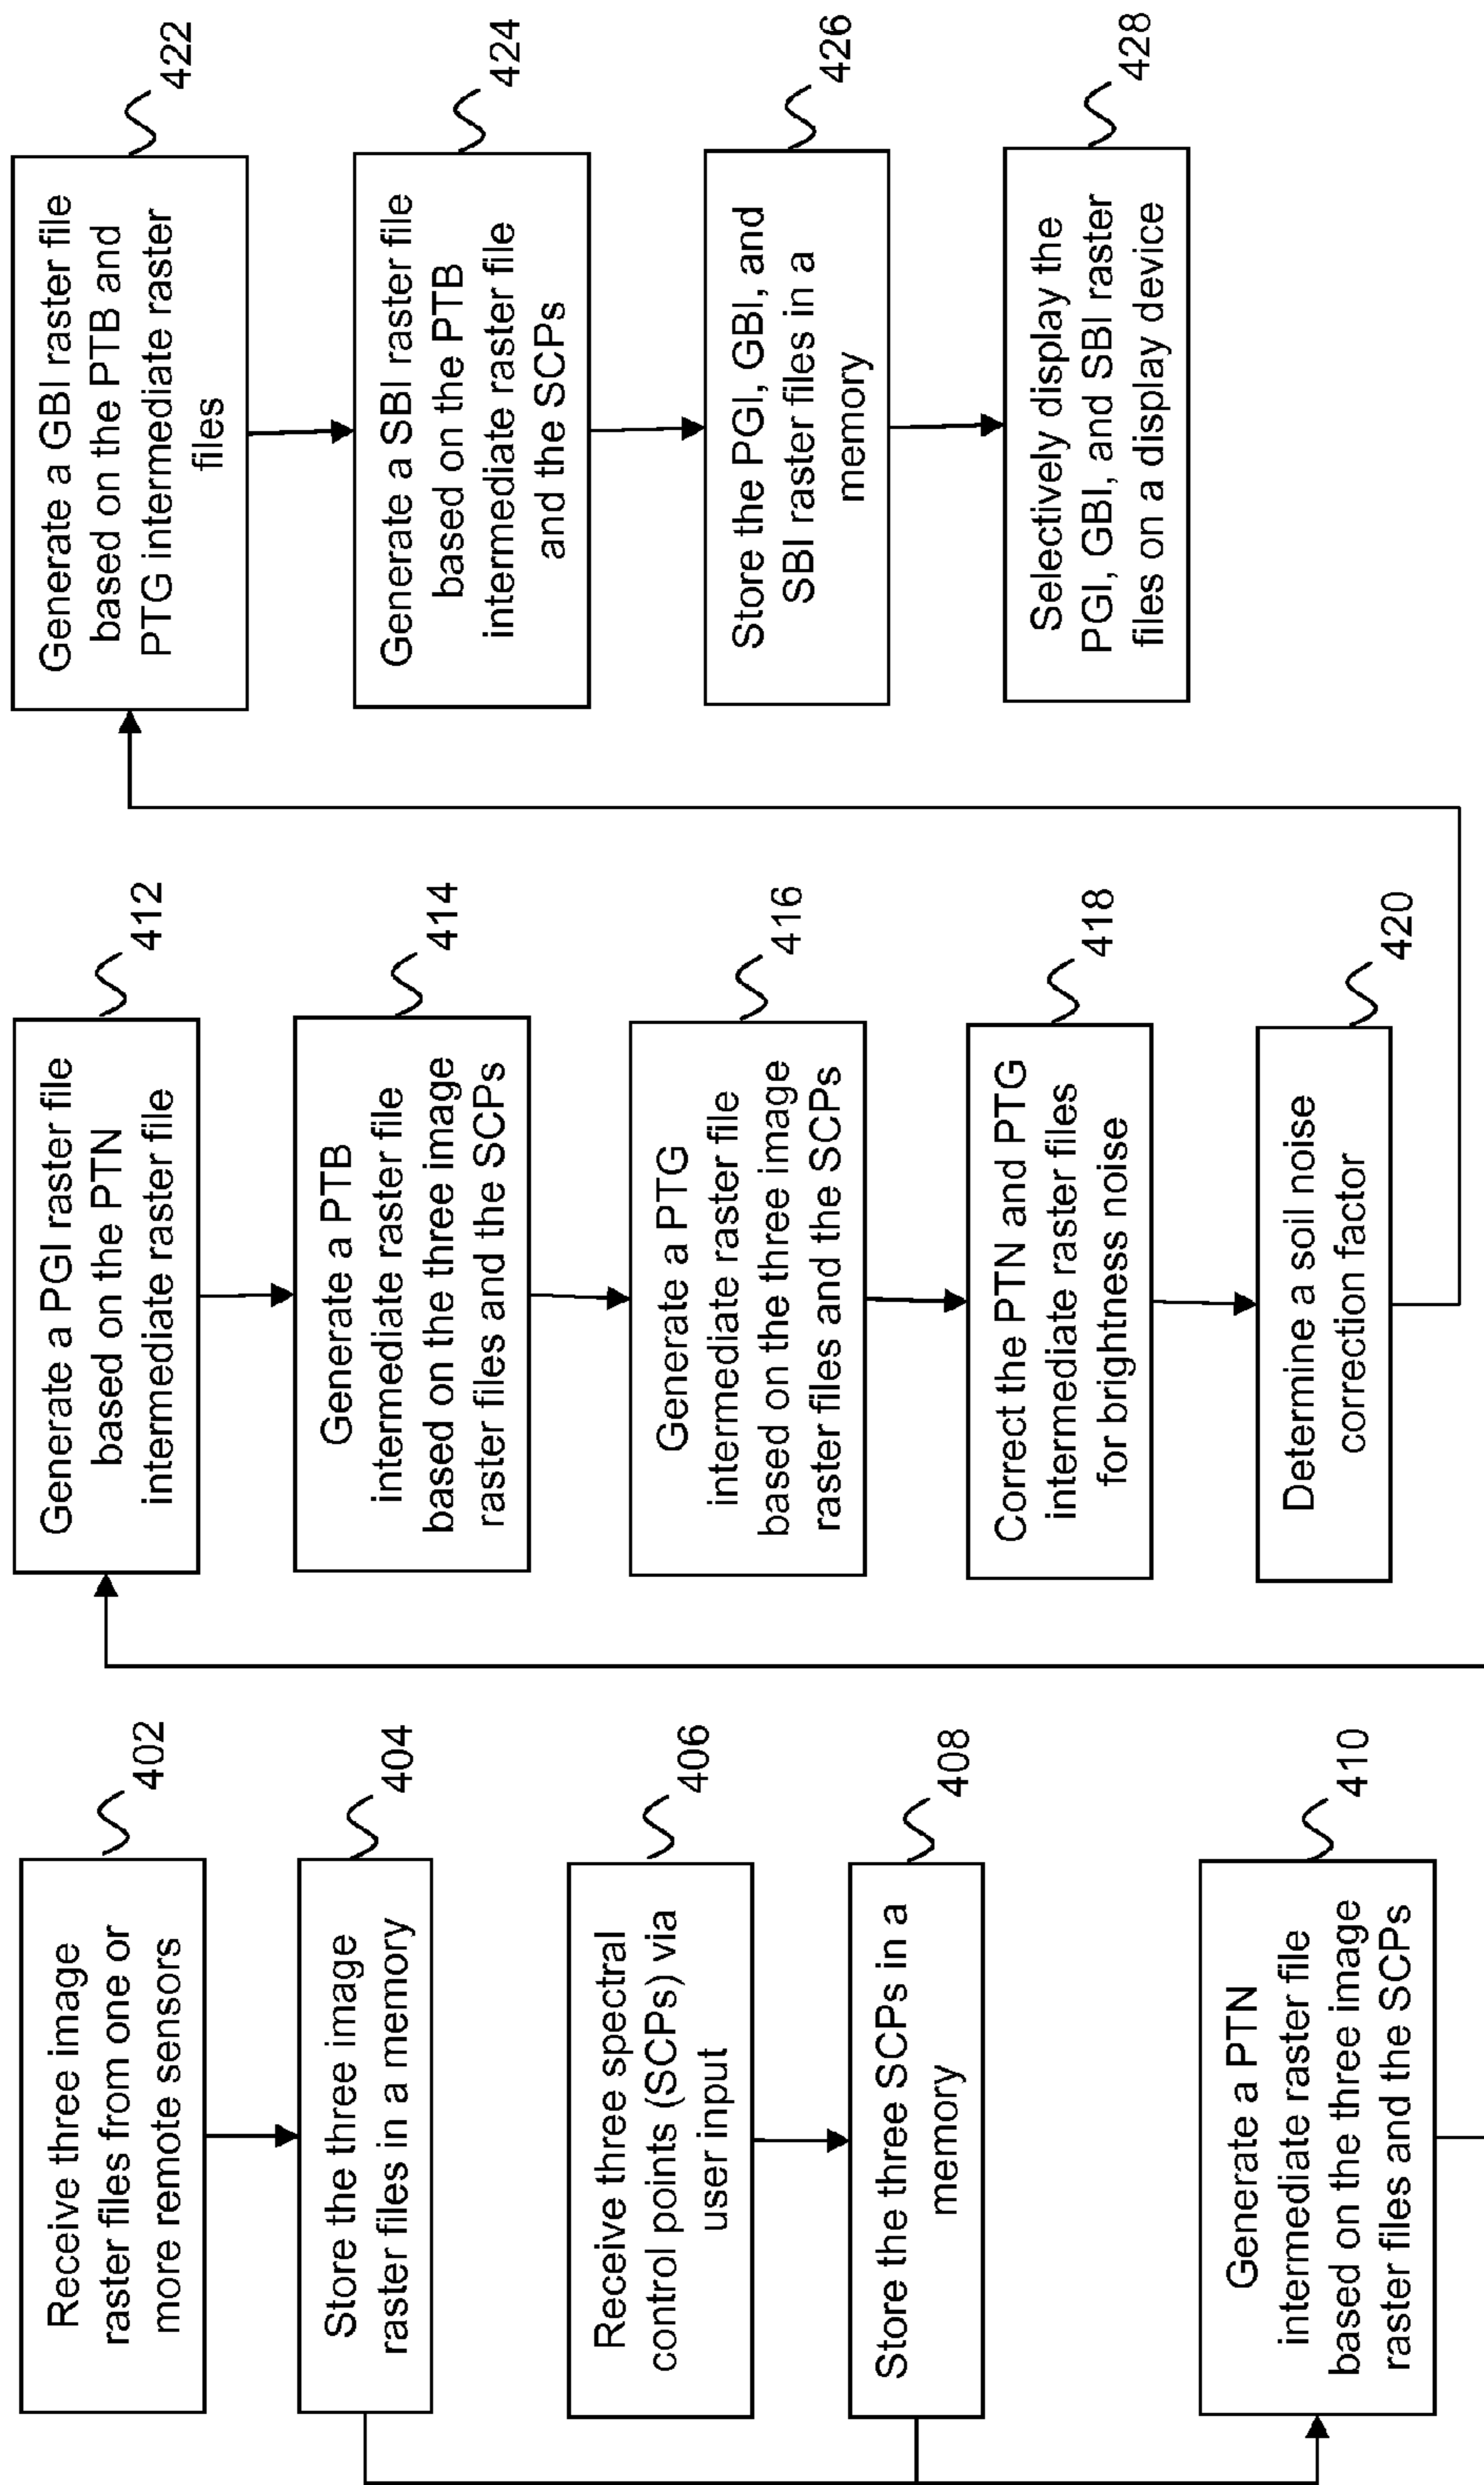 Receive three image
raster files from one or
more remote sensors
402
Store the three image
raster files in a memory
404
Receive three spectral
control points (SCPs) via
user input
406
Store the three SCPs in a
memory
408
Generate a PTN
intermediate raster file
based on the three image
raster files and the SCPs
410
Generate a PGI raster file
based on the PTN
intermediate raster file
412
Generate a PTB
intermediate raster file
based on the three image
raster files and the SCPs
414
Generate a PTG
intermediate raster file
based on the three image
raster files and the SCPs
416
Correct the PTN and PTG
intermediate raster files
for brightness noise
418
Determine a soil noise
correction factor
420
Generate a GBI raster file
based on the PTB and
PTG intermediate raster
files
422
Generate a SBI raster file
based on the PTB
intermediate raster file
and the SCPs
424
Store the PGI, GBI, and
SBI raster files in a
memory
426
Selectively display the
PGI, GBI, and SBI raster
files on a display device
428